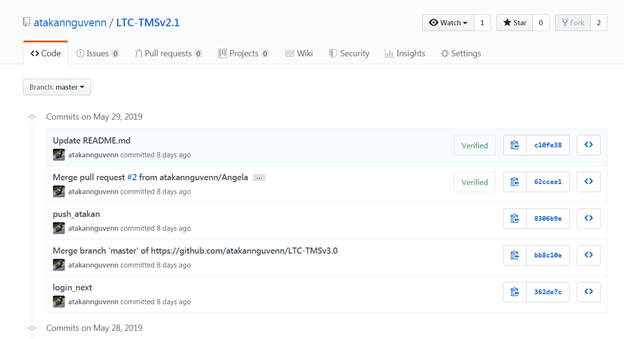 atakannguvenn / LTC-TMSv2.1
Watch 1 Star 0 Fork 2
Code Issues 0 Pull requests 0 Projects 0 Wiki Security Insights Settings
Branch: master
Commits on May 29, 2019
Update README.md
atakannguvenn committed 8 days ago
Verified c10fe38
Merge pull request #2 from atakannguvenn/Angela ...
atakannguvenn committed 8 days ago
Verified 62ccee1
push_atakan
atakannguvenn committed 8 days ago
8306b9e
Merge branch 'master' of https://github.com/atakannguvenn/LTC-TMSv3.0
atakannguvenn committed 8 days ago
bb8c10e
login_next
atakannguvenn committed 8 days ago
362de7c
Commits on May 28, 2019